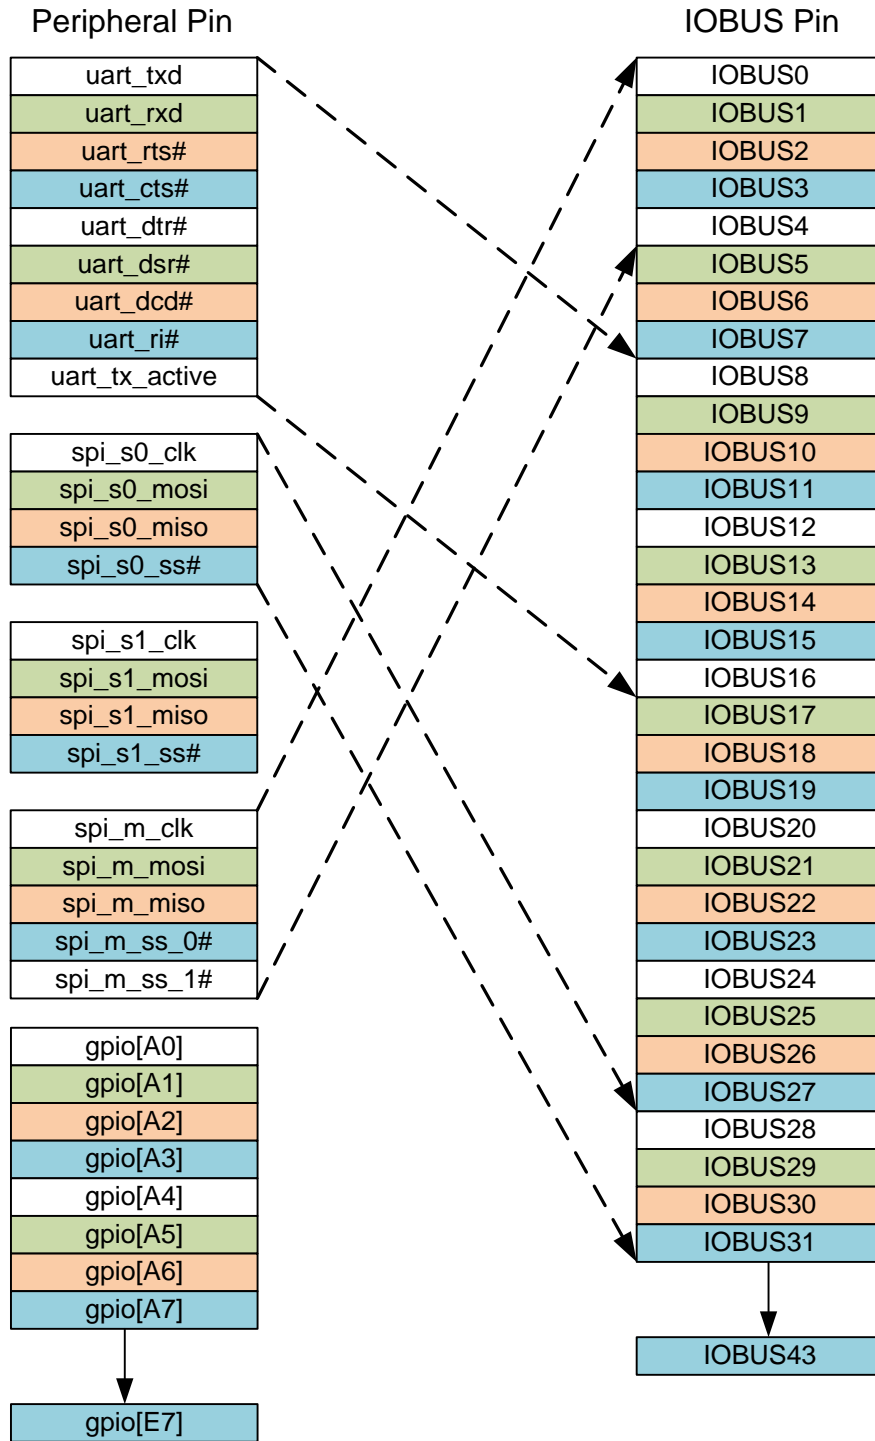 Peripheral Pin
uart_txd
uart_rxd
uart_rts#
uart_cts#
uart_dtr#
uart_dsr#
uart_dcd#
uart_ri#
uart_tx_active
spi_s0_clk
spi_s0_mosi
spi_s0_miso
spi_s0_ss#
spi_s1_clk
spi_s1_mosi
spi_s1_miso
spi_s1_ss#
spi_m_clk
spi_m_mosi
spi_m_miso
spi_m_ss_0#
spi_m_ss_1#
gpio[A0]
gpio[A1]
gpio[A2]
gpio[A3]
gpio[A4]
gpio[A5]
gpio[A6]
gpio[A7]
gpio[E7]
IOBUS Pin
IOBUS0
IOBUS1
IOBUS2
IOBUS3
IOBUS4
IOBUS5
IOBUS6
IOBUS7
IOBUS8
IOBUS9
IOBUS10
IOBUS11
IOBUS12
IOBUS13
IOBUS14
IOBUS15
IOBUS16
IOBUS17
IOBUS18
IOBUS19
IOBUS20
IOBUS21
IOBUS22
IOBUS23
IOBUS24
IOBUS25
IOBUS26
IOBUS27
IOBUS28
IOBUS29
IOBUS30
IOBUS31
IOBUS43